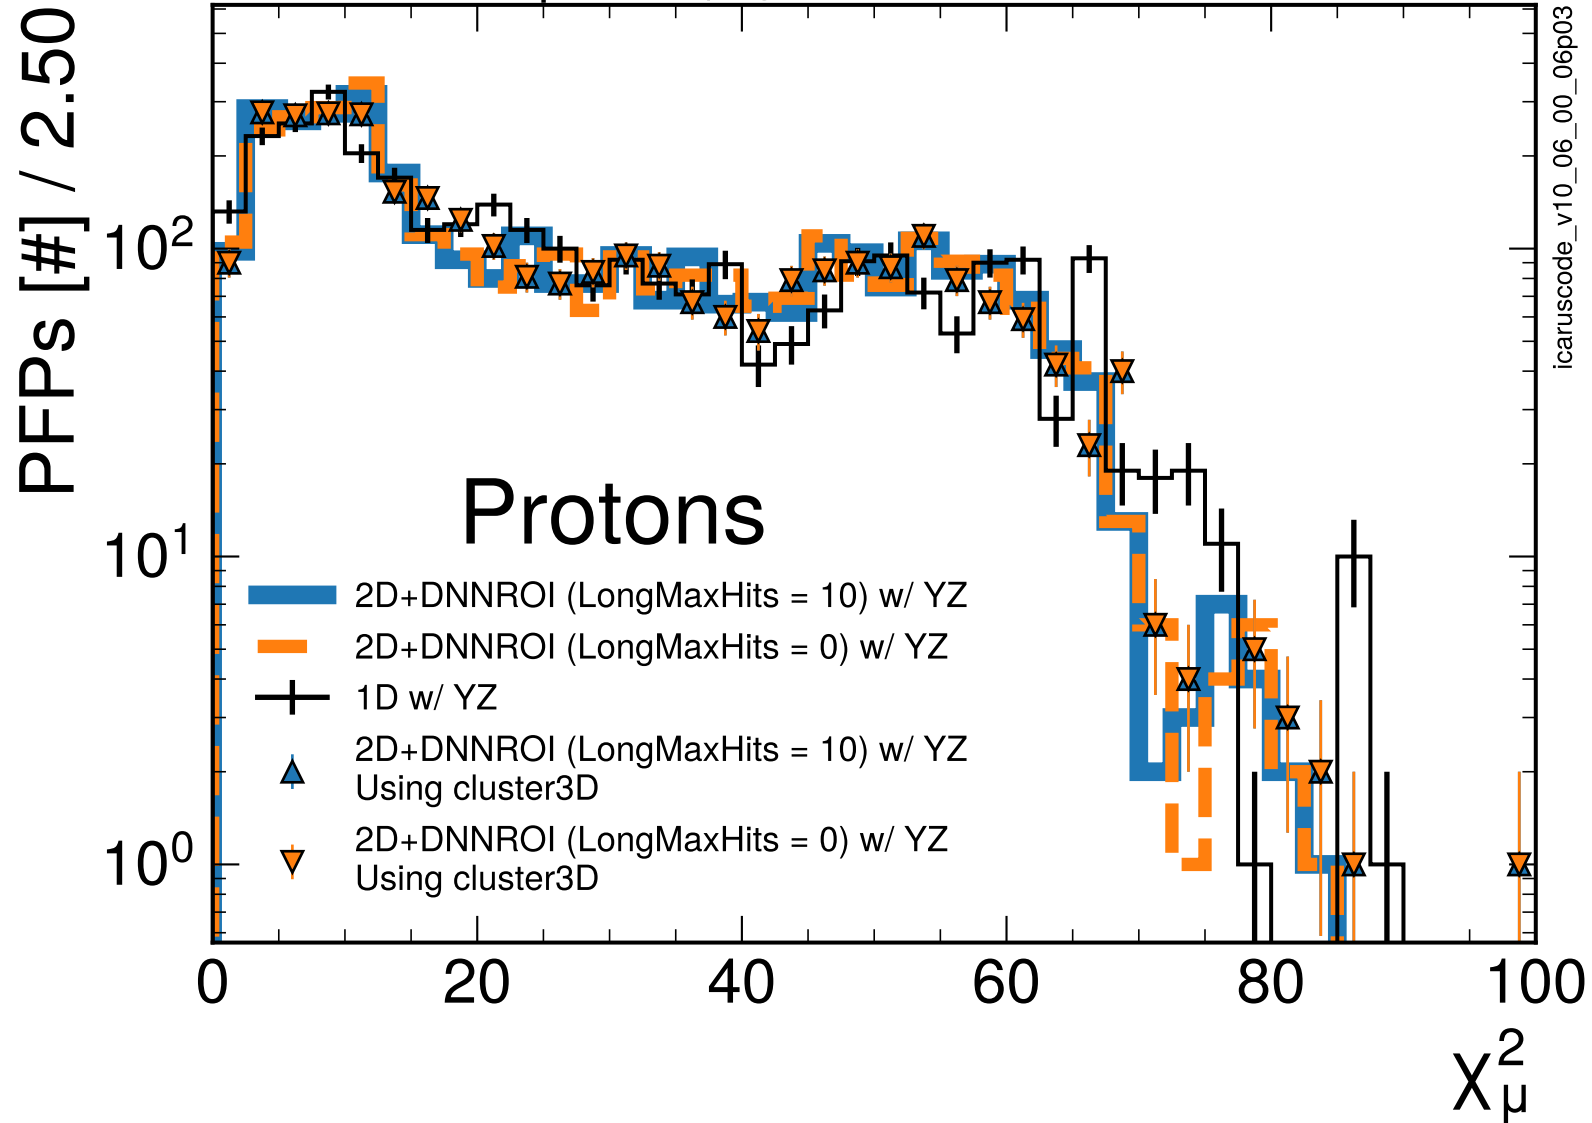 PFPs [#] / 2.50
icaruscode_v10_06_00_06p03
10²
10¹
10⁰
Protons
2D+DNNROI (LongMaxHits = 10) w/ YZ
2D+DNNROI (LongMaxHits = 0) w/ YZ
1D w/ YZ
2D+DNNROI (LongMaxHits = 10) w/ YZ
Using cluster3D
2D+DNNROI (LongMaxHits = 0) w/ YZ
Using cluster3D
0 20 40 60 80 100
χ²μ